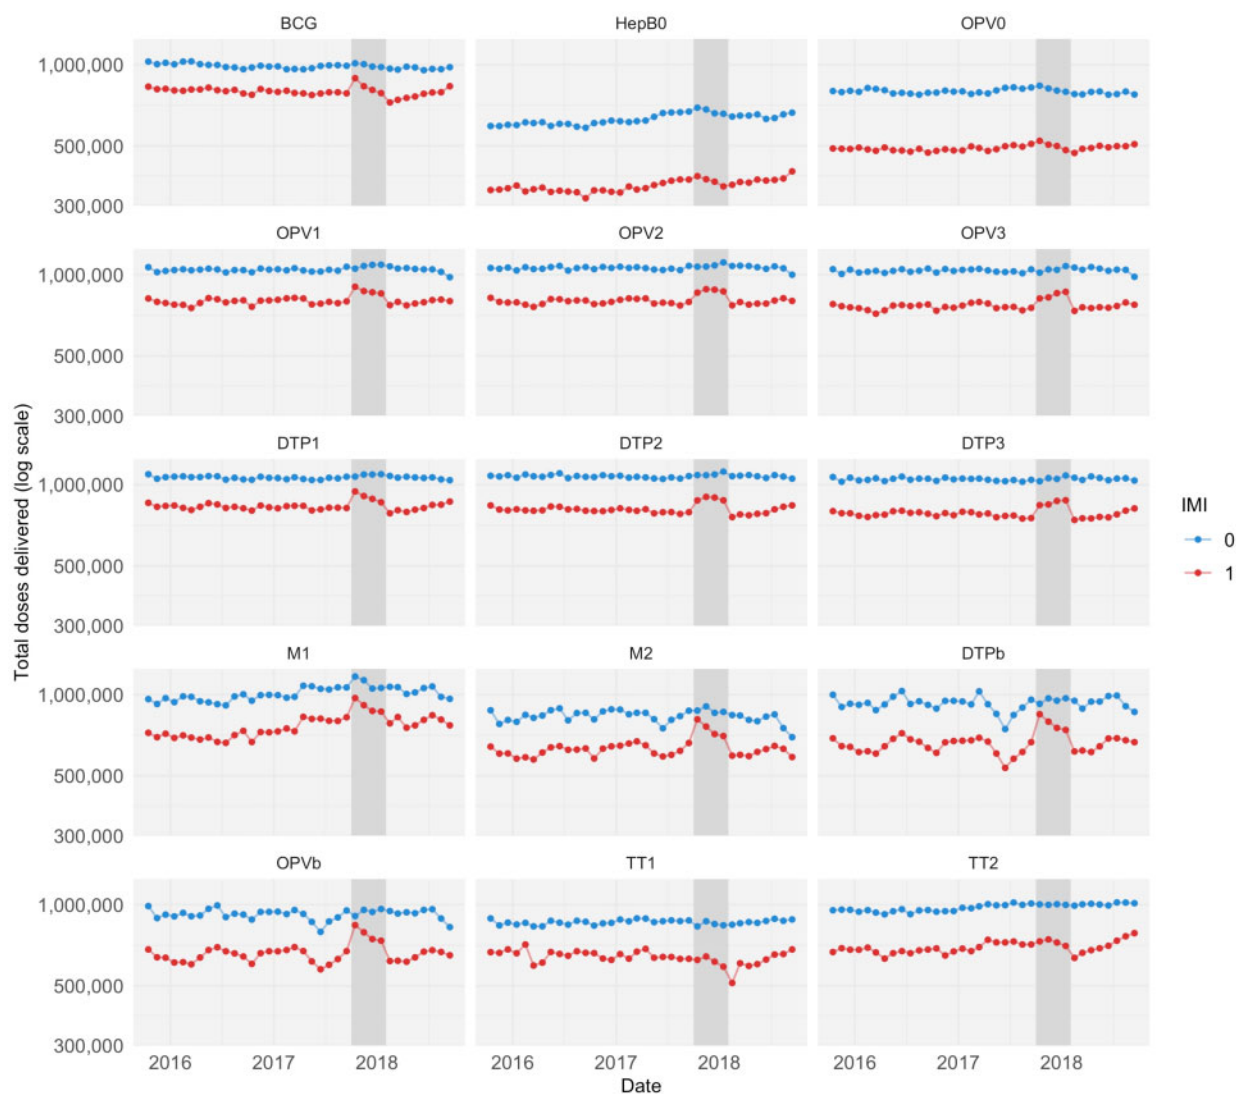 BCG HepB0 OPV0
1,000,000
500,000
300,000
OPV1 OPV2 OPV3
1,000,000
500,000
300,000
DTP1 DTP2 DTP3
1,000,000
500,000
300,000
M1 M2 DTPb
1,000,000
500,000
300,000
OPVb TT1 TT2
1,000,000
500,000
300,000
2016 2017 2018 2016 2017 2018 2016 2017 2018
Date
Total doses delivered (log scale)
IMI
0
1